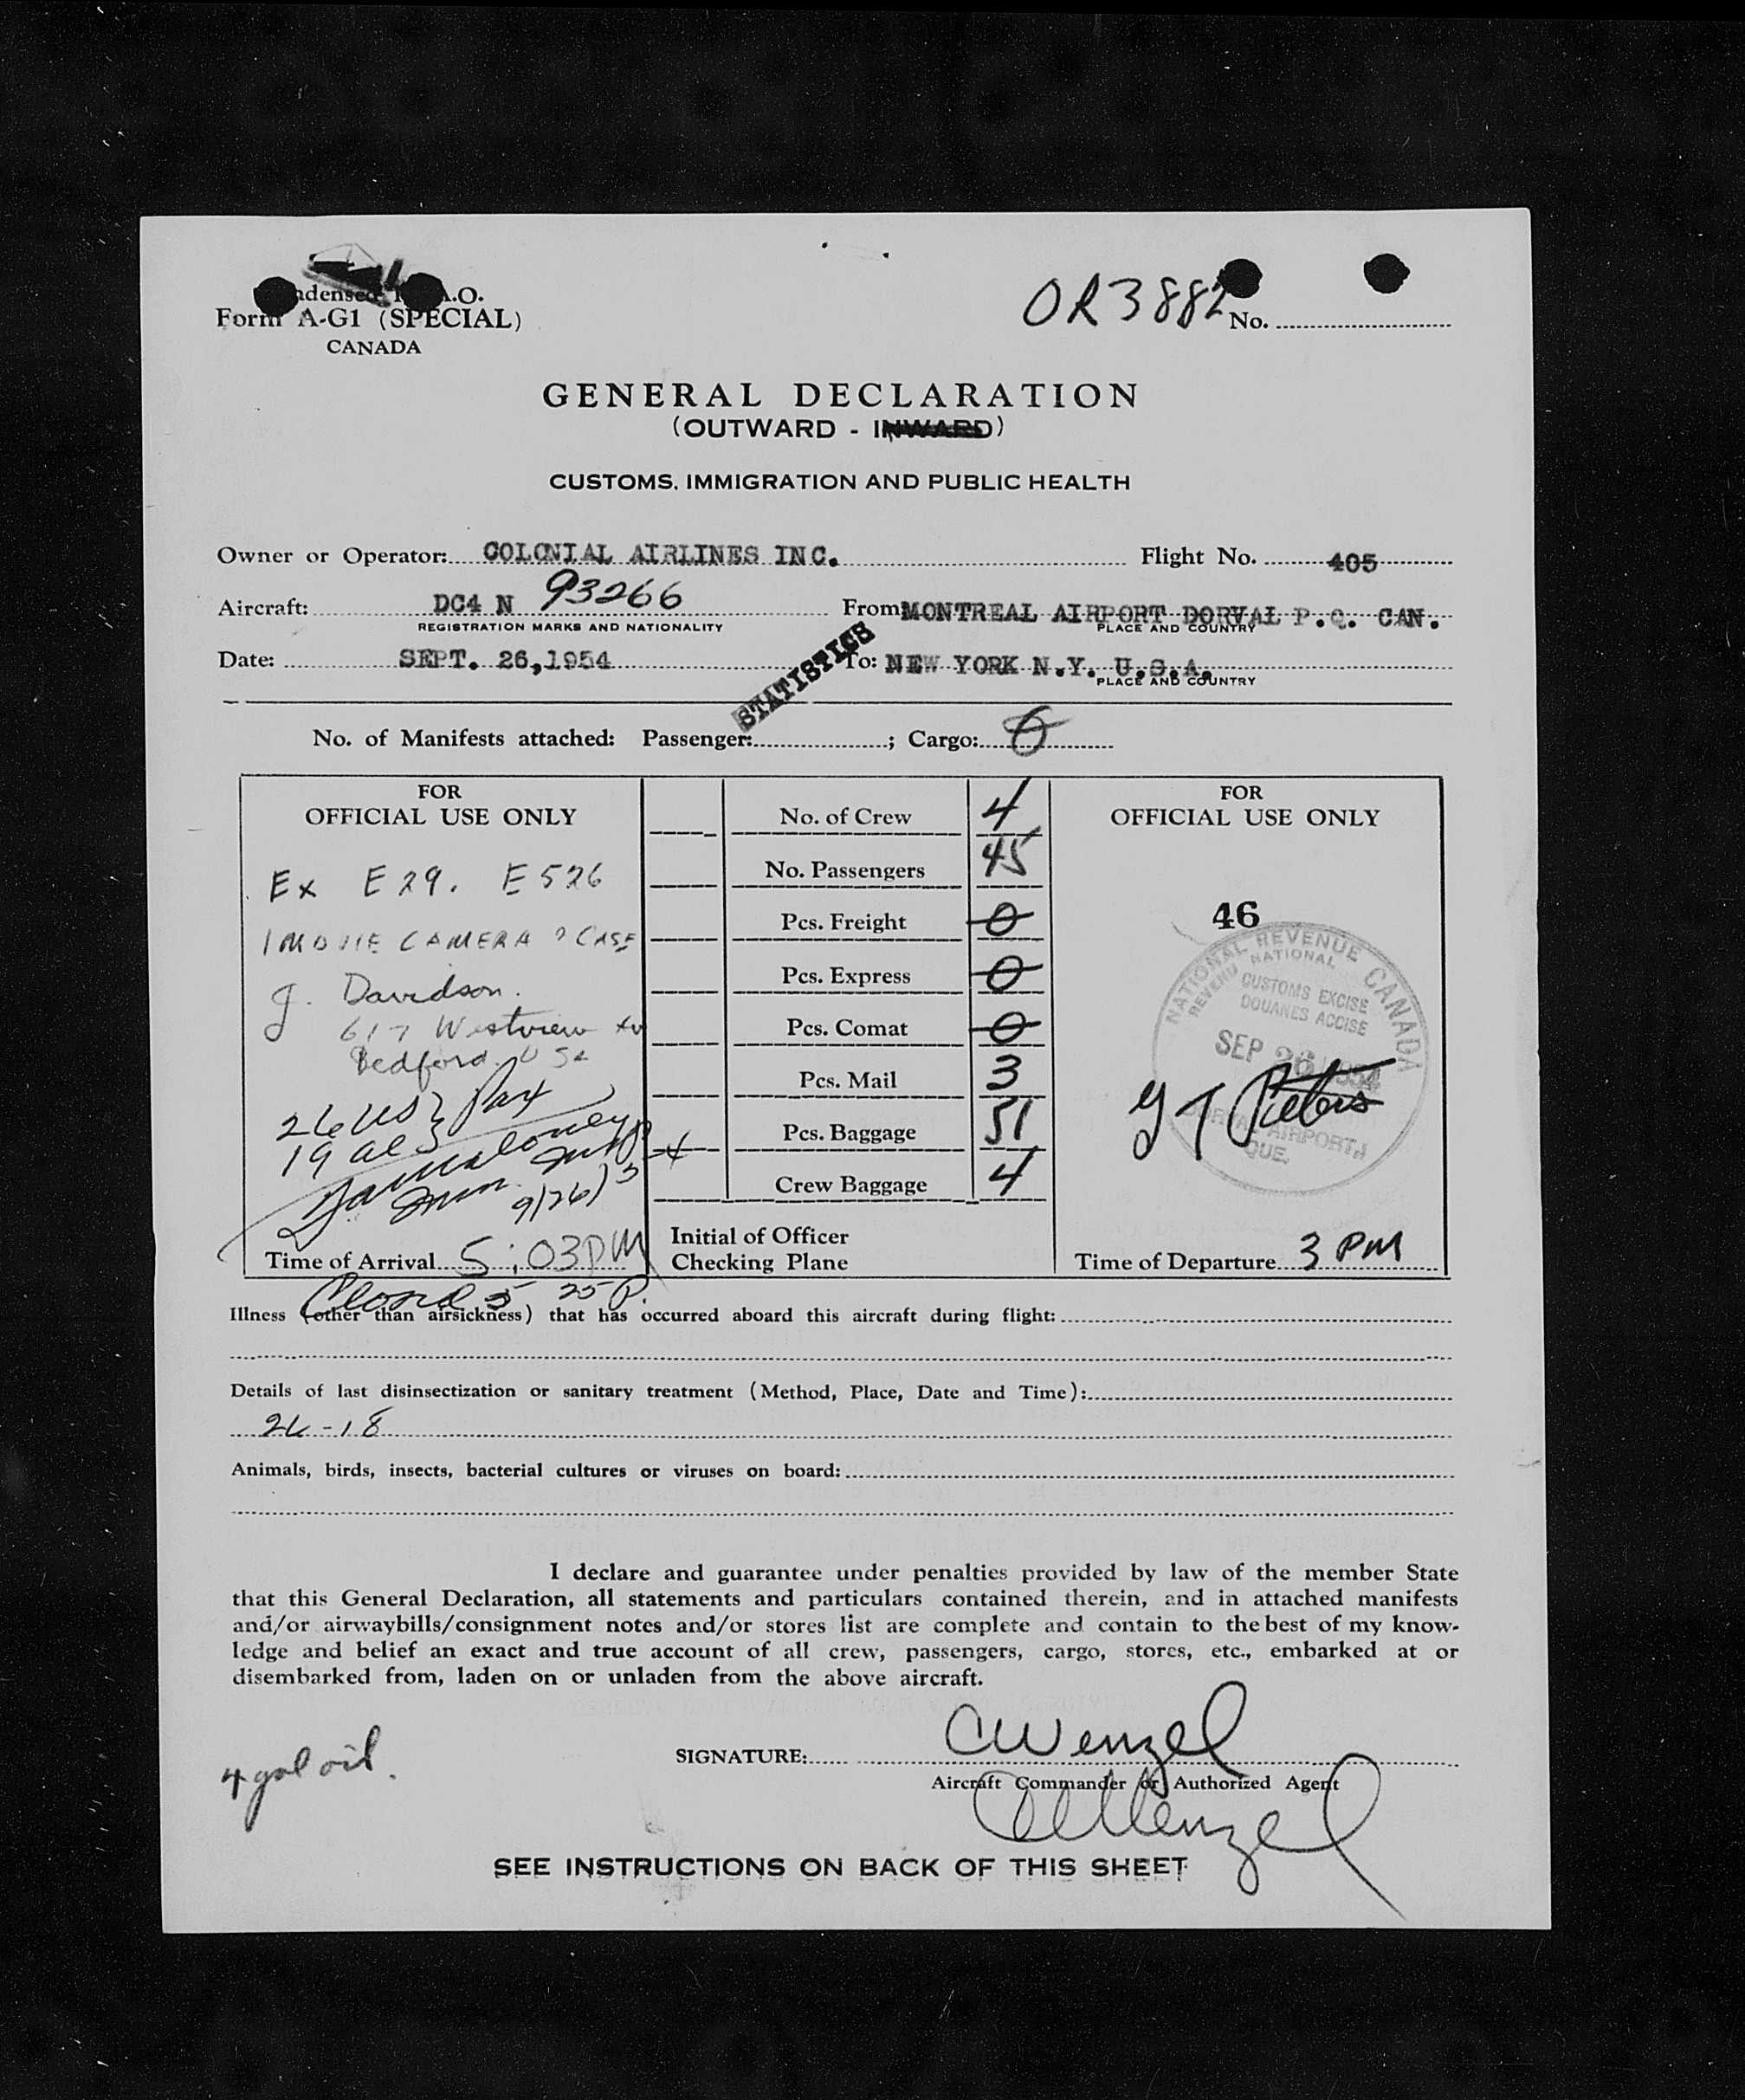 Form A-G1 (SPECIAL)
CANADA
OR3882 No.
GENERAL DECLARATION
(OUTWARD - INWARD)
CUSTOMS, IMMIGRATION AND PUBLIC HEALTH
Owner or Operator: COLONIAL AIRLINES INC. Flight No. 405
Aircraft: DC4 N 93266 From MONTREAL AIRPORT DORVAL P.Q. CAN.
REGISTRATION MARKS AND NATIONALITY PLACE AND COUNTRY
Date: SEPT. 26,1954 To: NEW YORK N.Y. U.S.A.
PLACE AND COUNTRY
STATISTICS
No. of Manifests attached: Passenger: ; Cargo: 0
FOR
OFFICIAL USE ONLY
Ex E29. E526
1 MOVIE CAMERA & CASE
J. Davidson.
617 Westview Av
Bedford. USA
26 US } Pax
19 al
9/26/5
Time of Arrival 5:03PM
Closed 5 25 P.
No. of Crew 4
No. Passengers 45
Pcs. Freight 0
Pcs. Express 0
Pcs. Comat 0
Pcs. Mail 3
Pcs. Baggage 51
Crew Baggage 4
Initial of Officer
Checking Plane
FOR
OFFICIAL USE ONLY
46
NATIONAL REVENUE CANADA
REVENU NATIONAL
CUSTOMS EXCISE
DOUANES ACCISE
SEP 26 1954
AIRPORT
QUE.
Time of Departure 3 PM
Illness (other than airsickness) that has occurred aboard this aircraft during flight:
Details of last disinsectization or sanitary treatment (Method, Place, Date and Time):
26-18
Animals, birds, insects, bacterial cultures or viruses on board:
I declare and guarantee under penalties provided by law of the member State
that this General Declaration, all statements and particulars contained therein, and in attached manifests
and/or airwaybills/consignment notes and/or stores list are complete and contain to the best of my know-
ledge and belief an exact and true account of all crew, passengers, cargo, stores, etc., embarked at or
disembarked from, laden on or unladen from the above aircraft.
4 gal oil.
SIGNATURE: CWenzel
Aircraft Commander or Authorized Agent
SEE INSTRUCTIONS ON BACK OF THIS SHEET